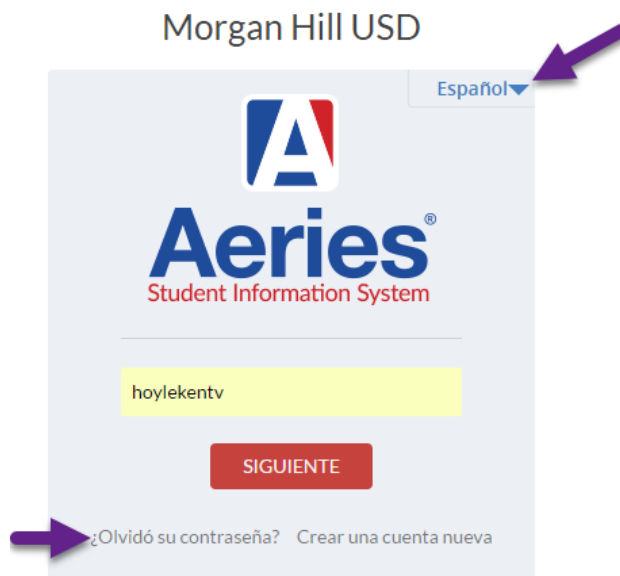 Morgan Hill USD
Español
A
Aeries®
Student Information System
hoylekentv
SIGUIENTE
¿Olvidó su contraseña? Crear una cuenta nueva